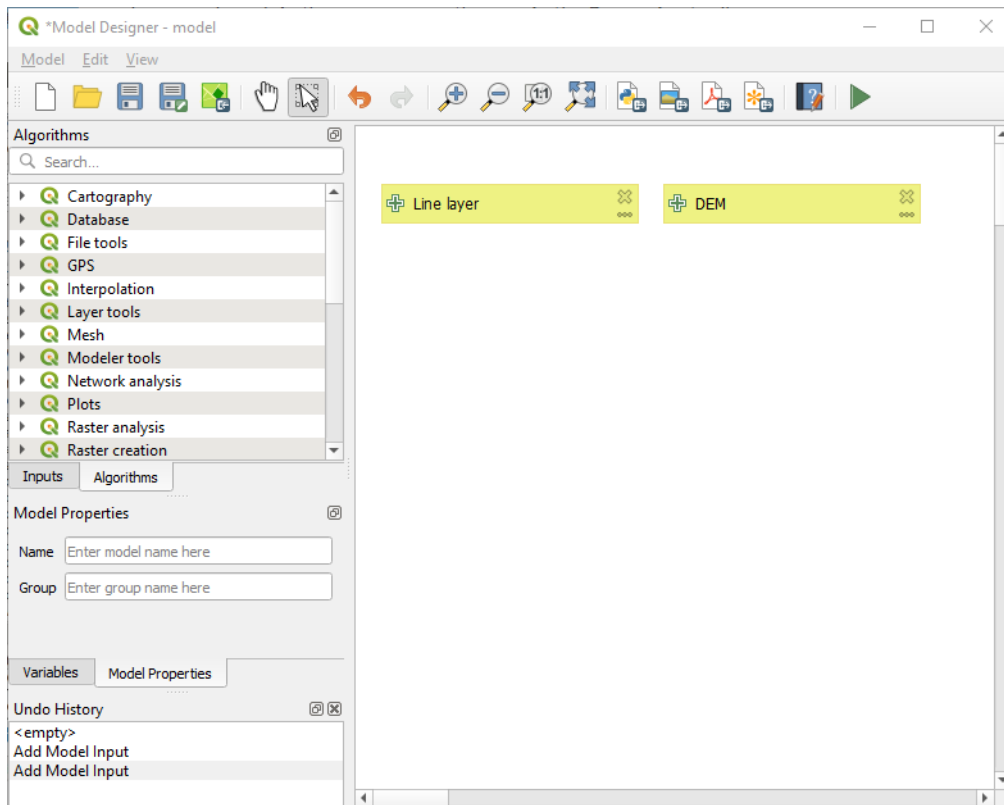 *Model Designer - model
Model Edit View
Algorithms
Search...
Cartography
Database
File tools
GPS
Interpolation
Layer tools
Mesh
Modeler tools
Network analysis
Plots
Raster analysis
Raster creation
Inputs Algorithms
Model Properties
Name Enter model name here
Group Enter group name here
Variables Model Properties
Undo History
<empty>
Add Model Input
Add Model Input
Line layer
DEM